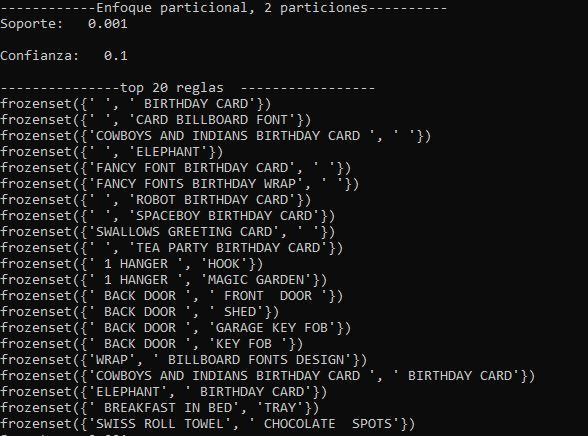 ------------Enfoque particional, 2 particiones----------
Soporte:   0.001
Confianza:   0.1
---------------top 20 reglas  -----------------
frozenset({' ', ' BIRTHDAY CARD'})
frozenset({' ', 'CARD BILLBOARD FONT'})
frozenset({'COWBOYS AND INDIANS BIRTHDAY CARD ', ' '})
frozenset({' ', 'ELEPHANT'})
frozenset({'FANCY FONT BIRTHDAY CARD', ' '})
frozenset({'FANCY FONTS BIRTHDAY WRAP', ' '})
frozenset({' ', 'ROBOT BIRTHDAY CARD'})
frozenset({' ', 'SPACEBOY BIRTHDAY CARD'})
frozenset({'SWALLOWS GREETING CARD', ' '})
frozenset({' ', 'TEA PARTY BIRTHDAY CARD'})
frozenset({' 1 HANGER ', 'HOOK'})
frozenset({' 1 HANGER ', 'MAGIC GARDEN'})
frozenset({' BACK DOOR ', ' FRONT  DOOR '})
frozenset({' BACK DOOR ', ' SHED'})
frozenset({' BACK DOOR ', 'GARAGE KEY FOB'})
frozenset({' BACK DOOR ', 'KEY FOB '})
frozenset({'WRAP', ' BILLBOARD FONTS DESIGN'})
frozenset({'COWBOYS AND INDIANS BIRTHDAY CARD ', ' BIRTHDAY CARD'})
frozenset({'ELEPHANT', ' BIRTHDAY CARD'})
frozenset({' BREAKFAST IN BED', 'TRAY'})
frozenset({'SWISS ROLL TOWEL', ' CHOCOLATE  SPOTS'})